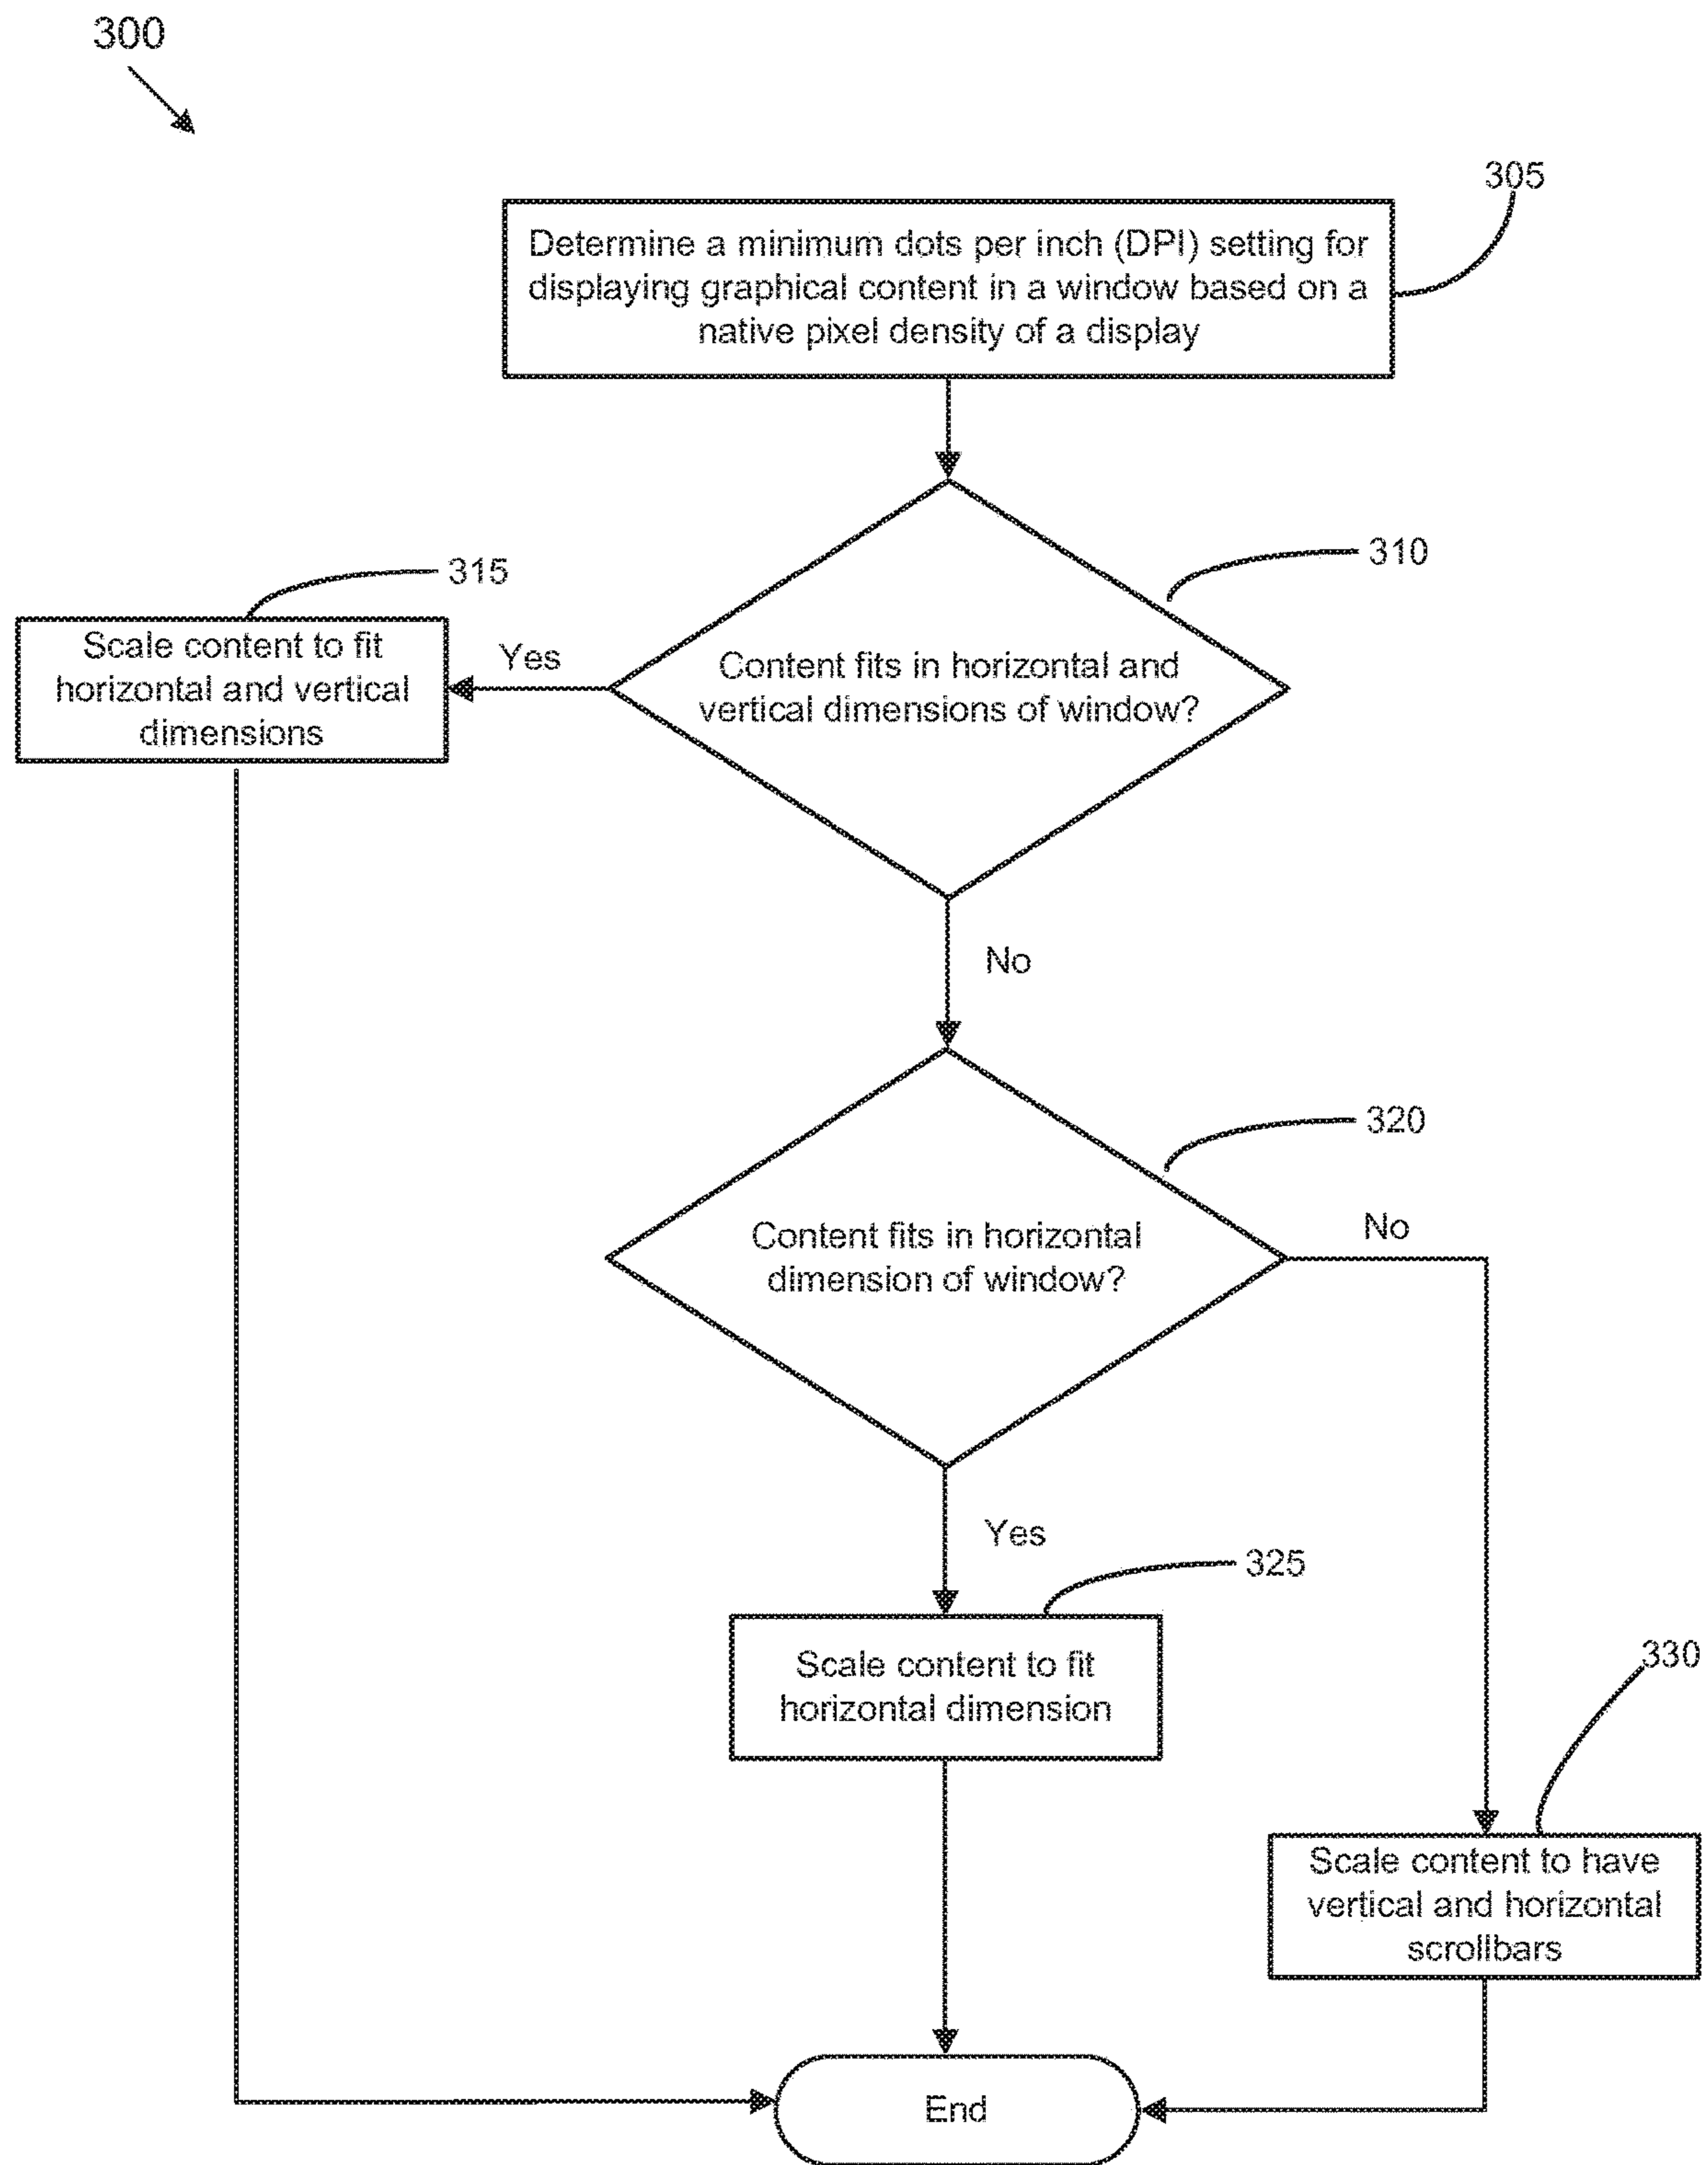 300
305
Determine a minimum dots per inch (DPI) setting for
displaying graphical content in a window based on a
native pixel density of a display
310
315
Scale content to fit
horizontal and vertical
dimensions
Yes
Content fits in horizontal and
vertical dimensions of window?
No
320
Content fits in horizontal
dimension of window?
No
Yes
325
Scale content to fit
horizontal dimension
330
Scale content to have
vertical and horizontal
scrollbars
End